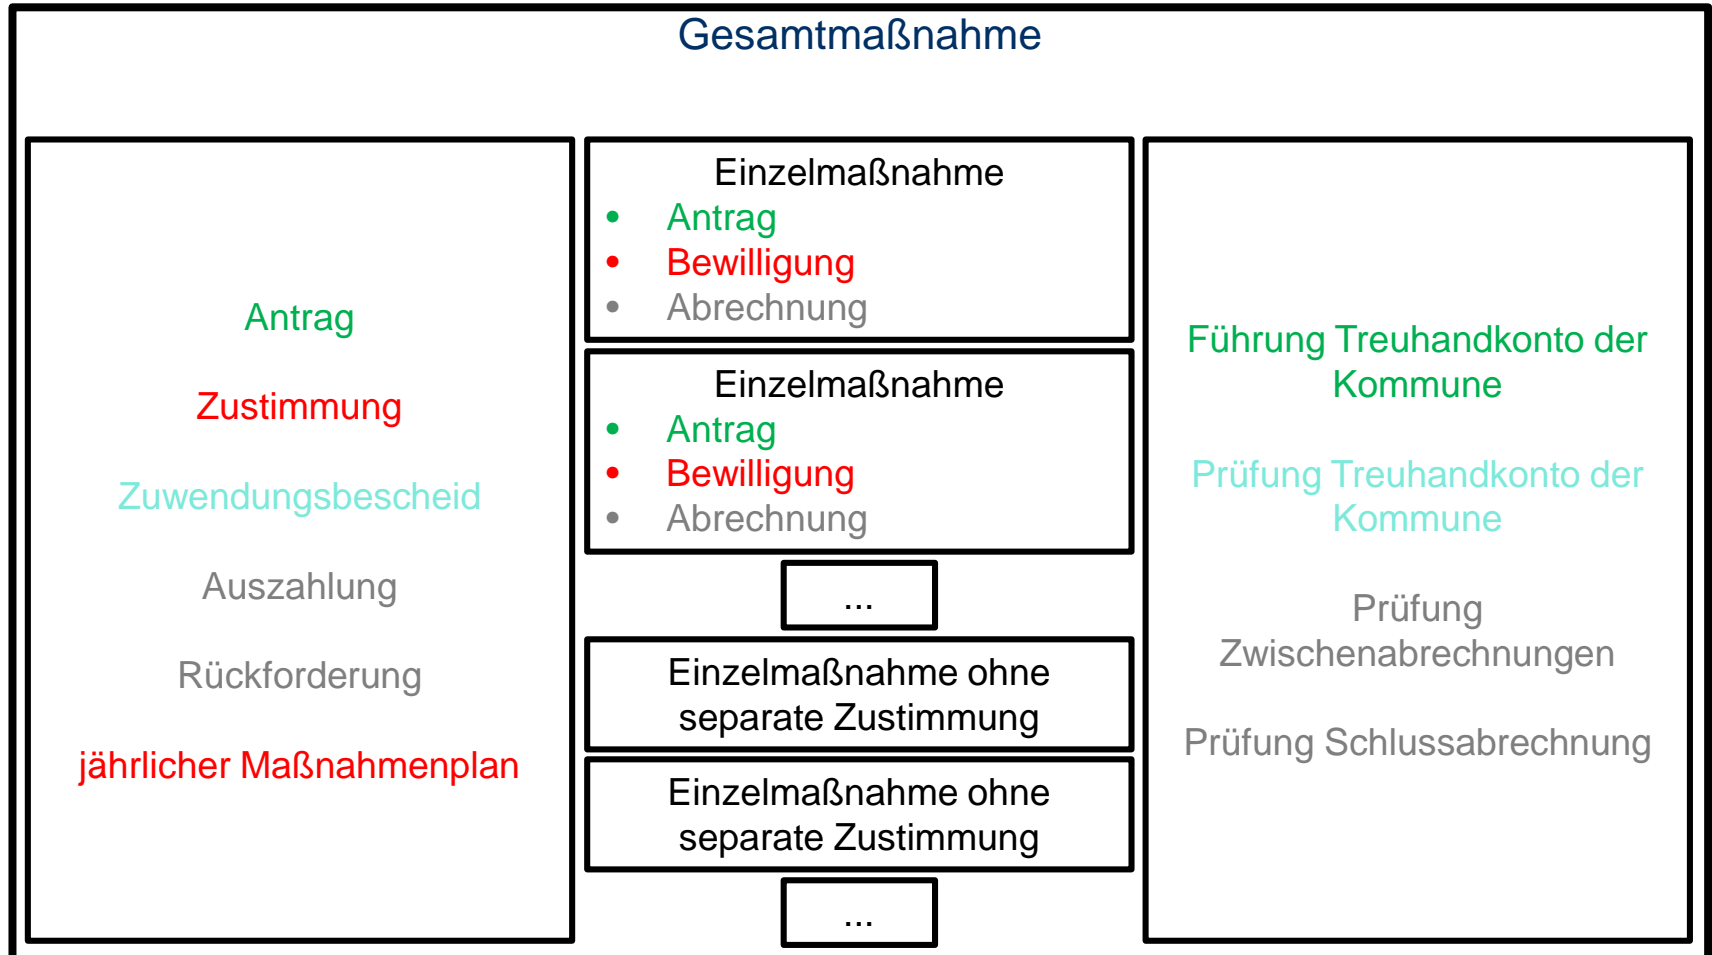 Gesamtmaßnahme
Antrag
Zustimmung
Zuwendungsbescheid
Auszahlung
Rückforderung
jährlicher Maßnahmenplan
Einzelmaßnahme
• Antrag
• Bewilligung
• Abrechnung
Einzelmaßnahme
• Antrag
• Bewilligung
• Abrechnung
...
Einzelmaßnahme ohne
separate Zustimmung
Einzelmaßnahme ohne
separate Zustimmung
...
Führung Treuhandkonto der
Kommune
Prüfung Treuhandkonto der
Kommune
Prüfung
Zwischenabrechnungen
Prüfung Schlussabrechnung